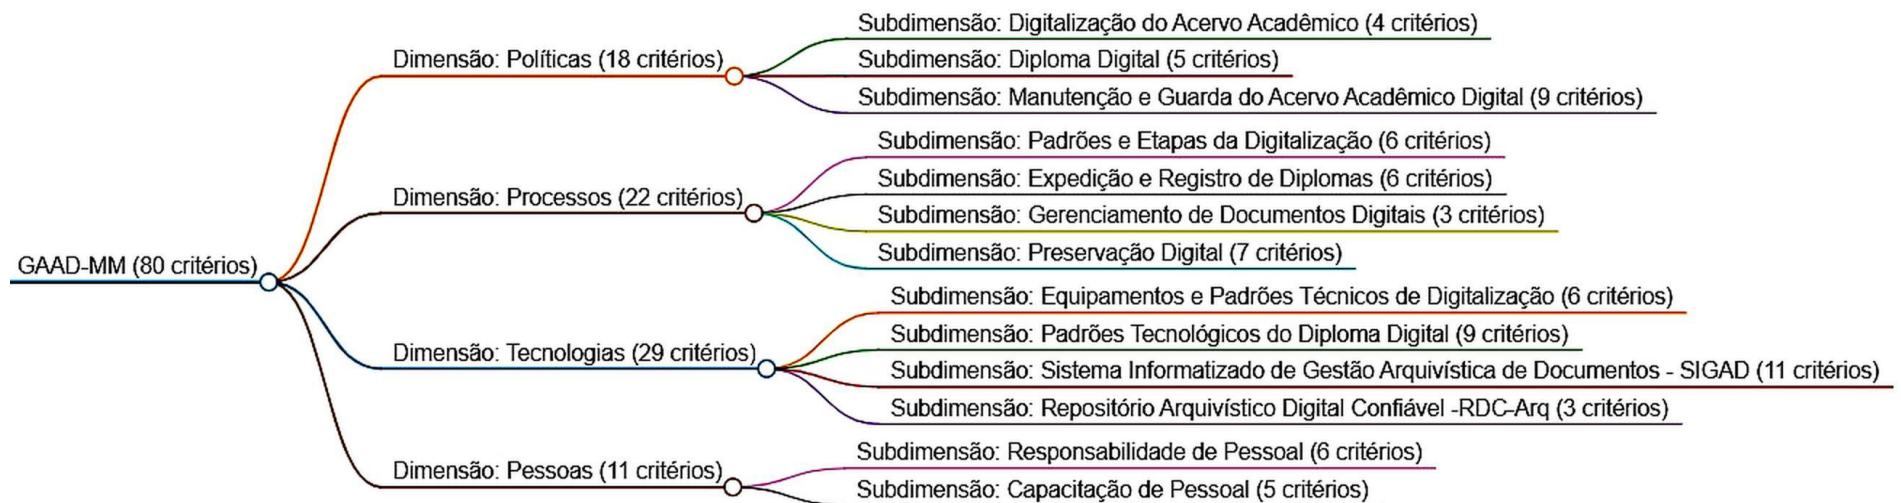 GAAD-MM (80 critérios)
Dimensão: Políticas (18 critérios)
Subdimensão: Digitalização do Acervo Acadêmico (4 critérios)
Subdimensão: Diploma Digital (5 critérios)
Subdimensão: Manutenção e Guarda do Acervo Acadêmico Digital (9 critérios)
Dimensão: Processos (22 critérios)
Subdimensão: Padrões e Etapas da Digitalização (6 critérios)
Subdimensão: Expedição e Registro de Diplomas (6 critérios)
Subdimensão: Gerenciamento de Documentos Digitais (3 critérios)
Subdimensão: Preservação Digital (7 critérios)
Dimensão: Tecnologias (29 critérios)
Subdimensão: Equipamentos e Padrões Técnicos de Digitalização (6 critérios)
Subdimensão: Padrões Tecnológicos do Diploma Digital (9 critérios)
Subdimensão: Sistema Informatizado de Gestão Arquivística de Documentos - SIGAD (11 critérios)
Subdimensão: Repositório Arquivístico Digital Confiável -RDC-Arq (3 critérios)
Dimensão: Pessoas (11 critérios)
Subdimensão: Responsabilidade de Pessoal (6 critérios)
Subdimensão: Capacitação de Pessoal (5 critérios)